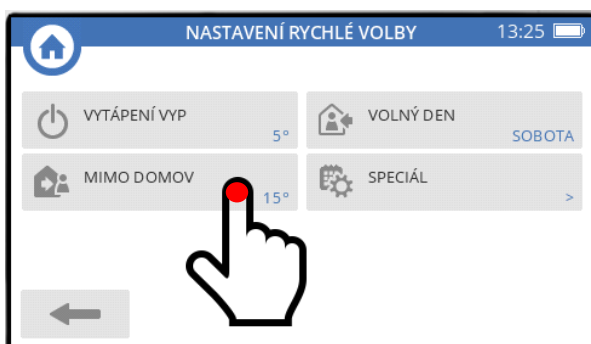 NASTAVENÍ RYCHLÉ VOLBY 13:25
VYTÁPENÍ VYP
5°
VOLNÝ DEN
SOBOTA
MIMO DOMOV
15°
SPECIÁL
>